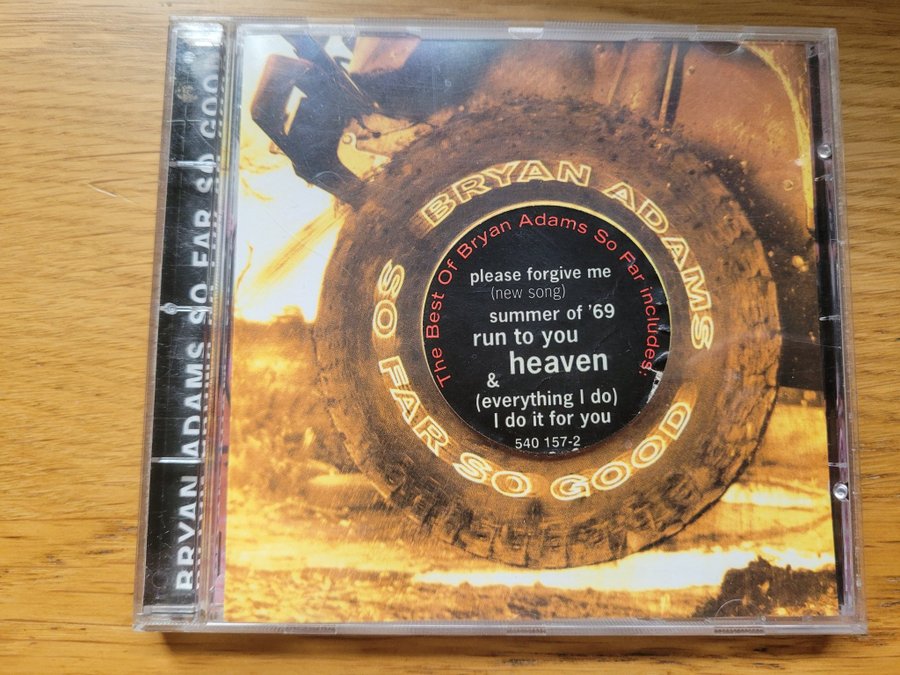 BRYAN ADAMS SO FAR SO GOOD
BRYAN ADAMS
SO FAR SO GOOD
The Best Of Bryan Adams So Far includes:
please forgive me
(new song)
summer of '69
run to you
heaven
&
(everything I do)
I do it for you
540 157-2